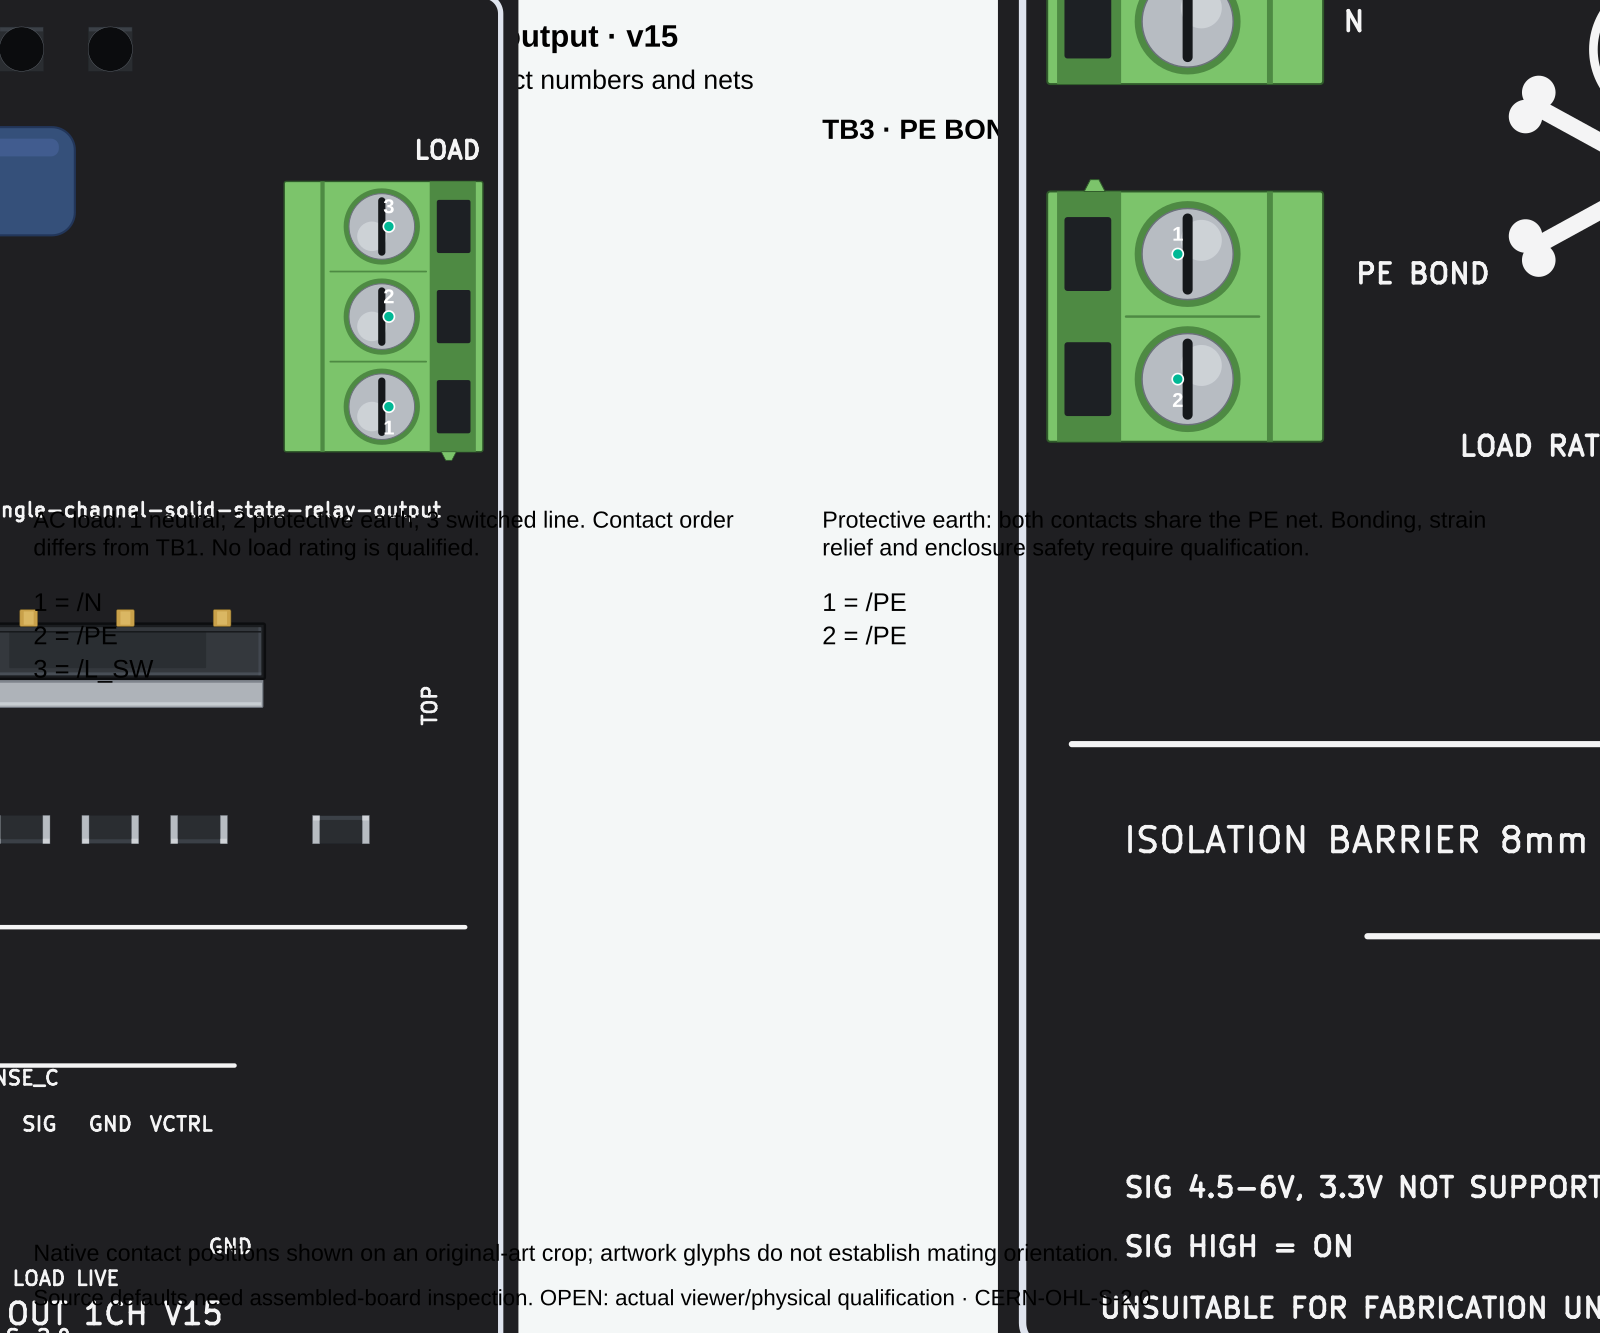 output · v15
ct numbers and nets
N
TB3 · PE BON
LOAD
3
2
1
1
2
PE BOND
LOAD RAT
ngle-channel-solid-state-relay-output
AC load: 1 neutral; 2 protective earth; 3 switched line. Contact order
differs from TB1. No load rating is qualified.
Protective earth: both contacts share the PE net. Bonding, strain
relief and enclosure safety require qualification.
1 = /N
2 = /PE
3 = /L_SW
1 = /PE
2 = /PE
TOP
ISOLATION BARRIER 8mm
NSE_C
SIG GND VCTRL
SIG 4.5-6V, 3.3V NOT SUPPORT
GND
SIG HIGH = ON
Native contact positions shown on an original-art crop; artwork glyphs do not establish mating orientation.
LOAD LIVE
Source defaults need assembled-board inspection. OPEN: actual viewer/physical qualification · CERN-OHL-S-2.0
OUT 1CH V15
UNSUITABLE FOR FABRICATION UN